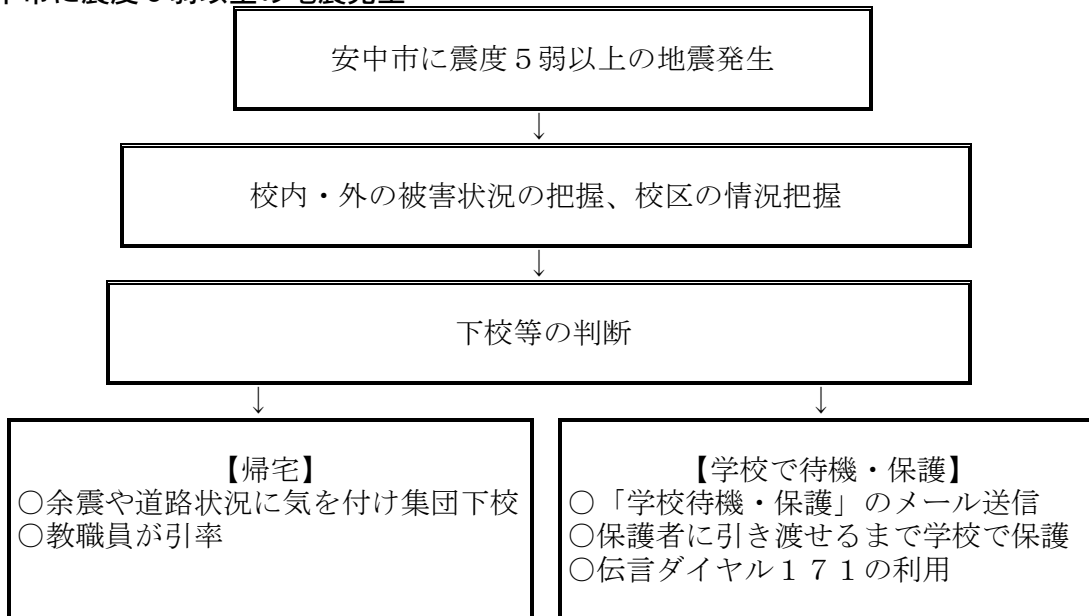 安中市に震度５弱以上の地震発生
↓
校内・外の被害状況の把握、校区の情況把握
↓
下校等の判断
↓
↓
【帰宅】
○余震や道路状況に気を付け集団下校
○教職員が引率
【学校で待機・保護】
○「学校待機・保護」のメール送信
○保護者に引き渡せるまで学校で保護
○伝言ダイヤル１７１の利用